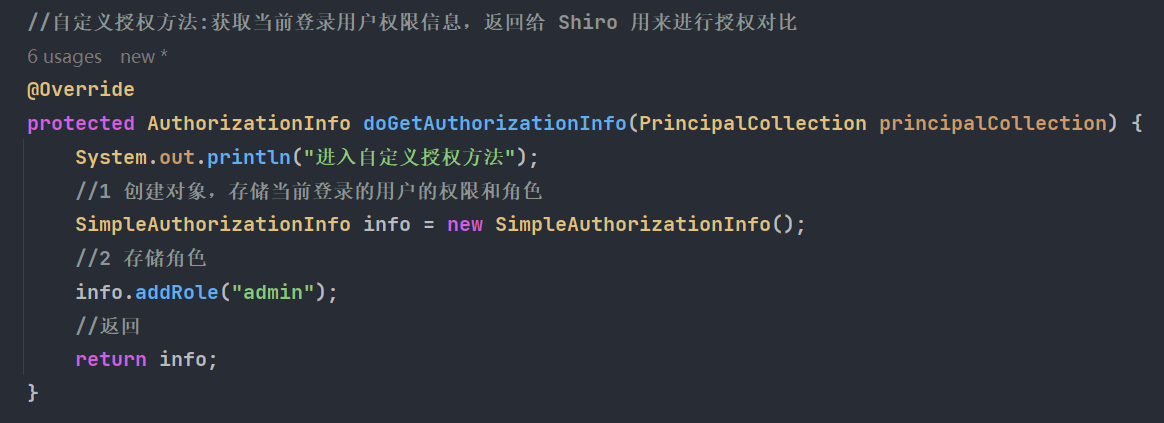 //自定义授权方法:获取当前登录用户权限信息，返回给 Shiro 用来进行授权对比
6 usages new *
@Override
protected AuthorizationInfo doGetAuthorizationInfo(PrincipalCollection principalCollection) {
System.out.println("进入自定义授权方法");
//1 创建对象，存储当前登录的用户的权限和角色
SimpleAuthorizationInfo info = new SimpleAuthorizationInfo();
//2 存储角色
info.addRole("admin");
//返回
return info;
}